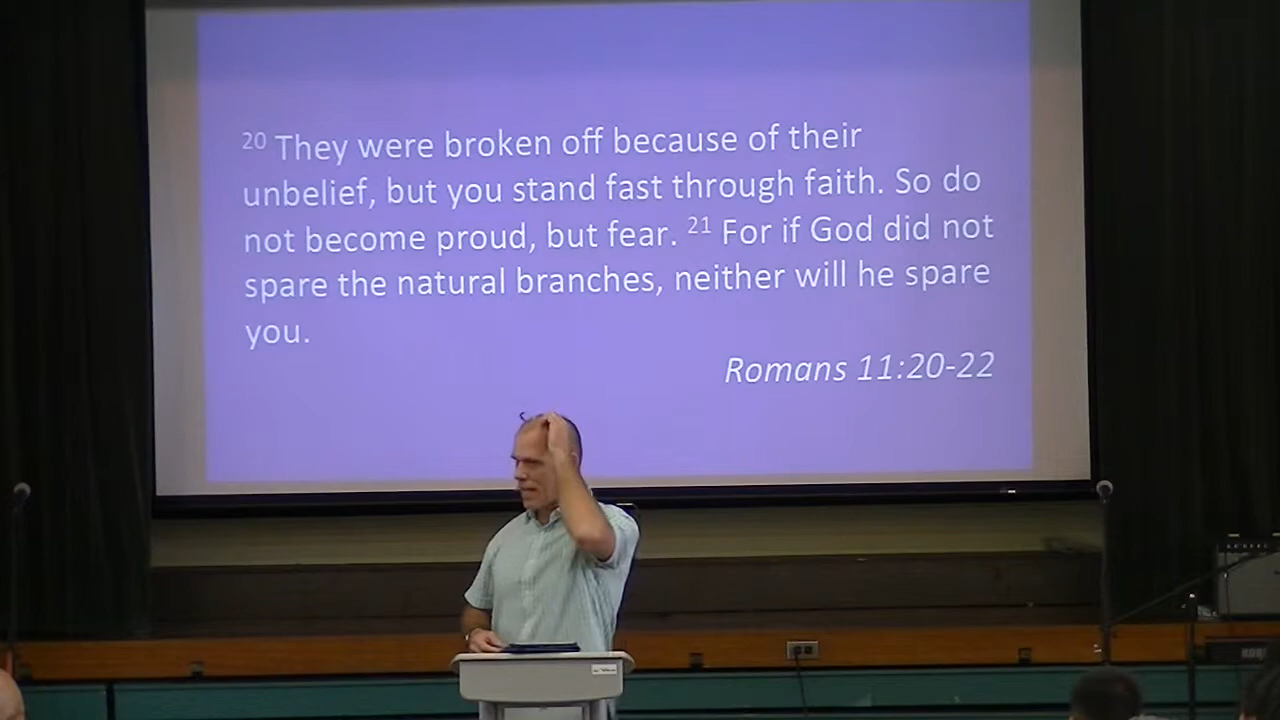 20 They were broken off because of their
unbelief, but you stand fast through faith. So do
not become proud, but fear. 21 For if God did not
spare the natural branches, neither will he spare
you.
Romans 11:20-22